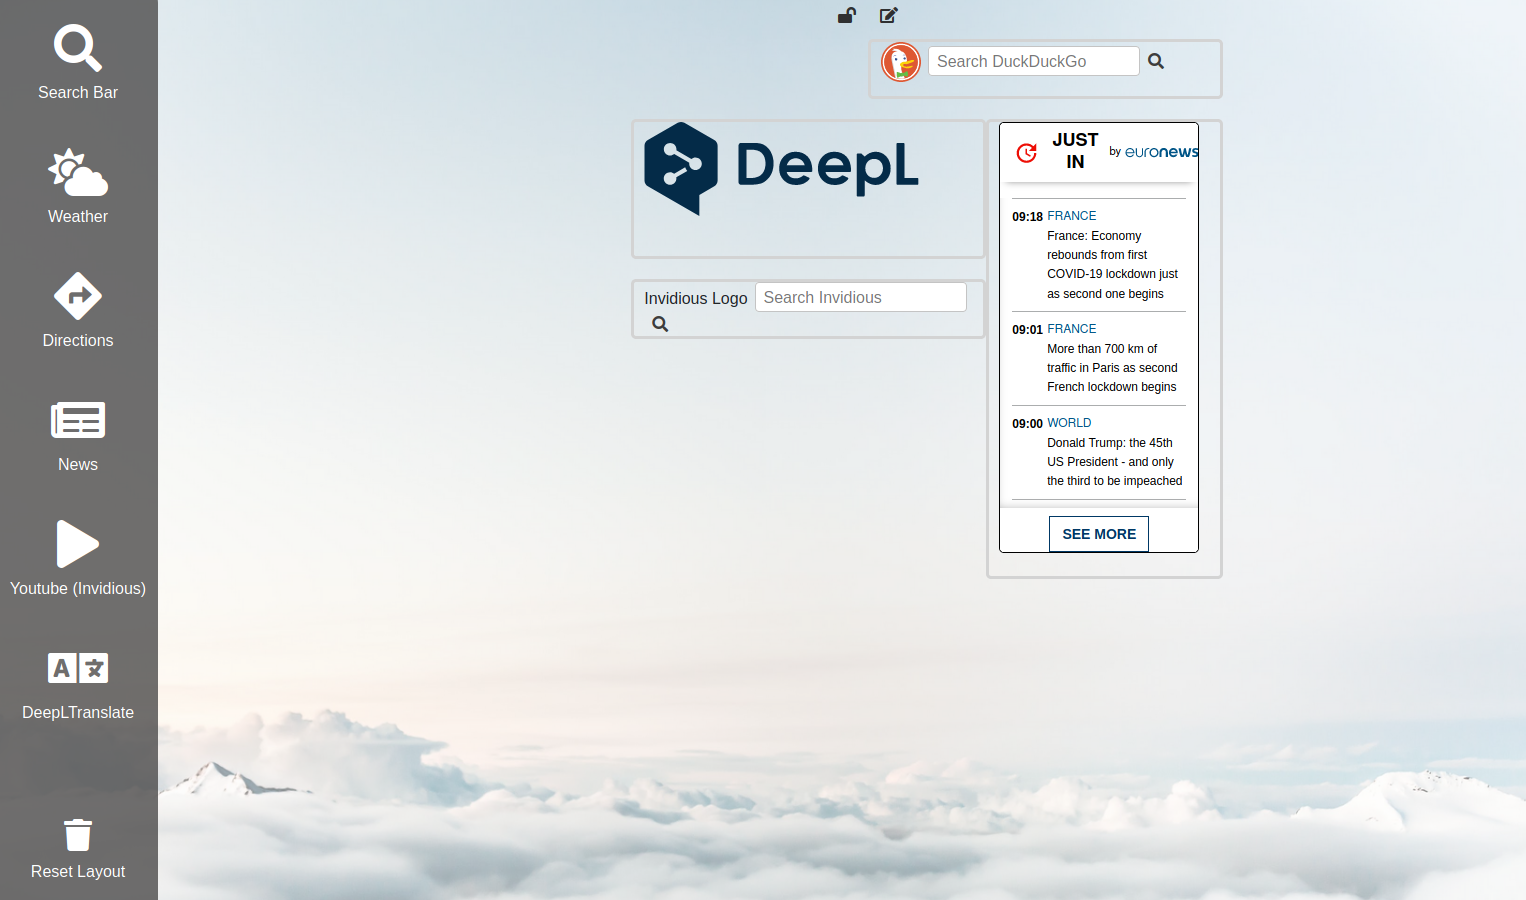 Search Bar
Weather
Directions
News
Youtube (Invidious)
DeepLTranslate
Reset Layout
Search DuckDuckGo
DeepL
Invidious Logo Search Invidious
JUST
IN
by euronews
09:18 FRANCE
France: Economy
rebounds from first
COVID-19 lockdown just
as second one begins
09:01 FRANCE
More than 700 km of
traffic in Paris as second
French lockdown begins
09:00 WORLD
Donald Trump: the 45th
US President - and only
the third to be impeached
SEE MORE